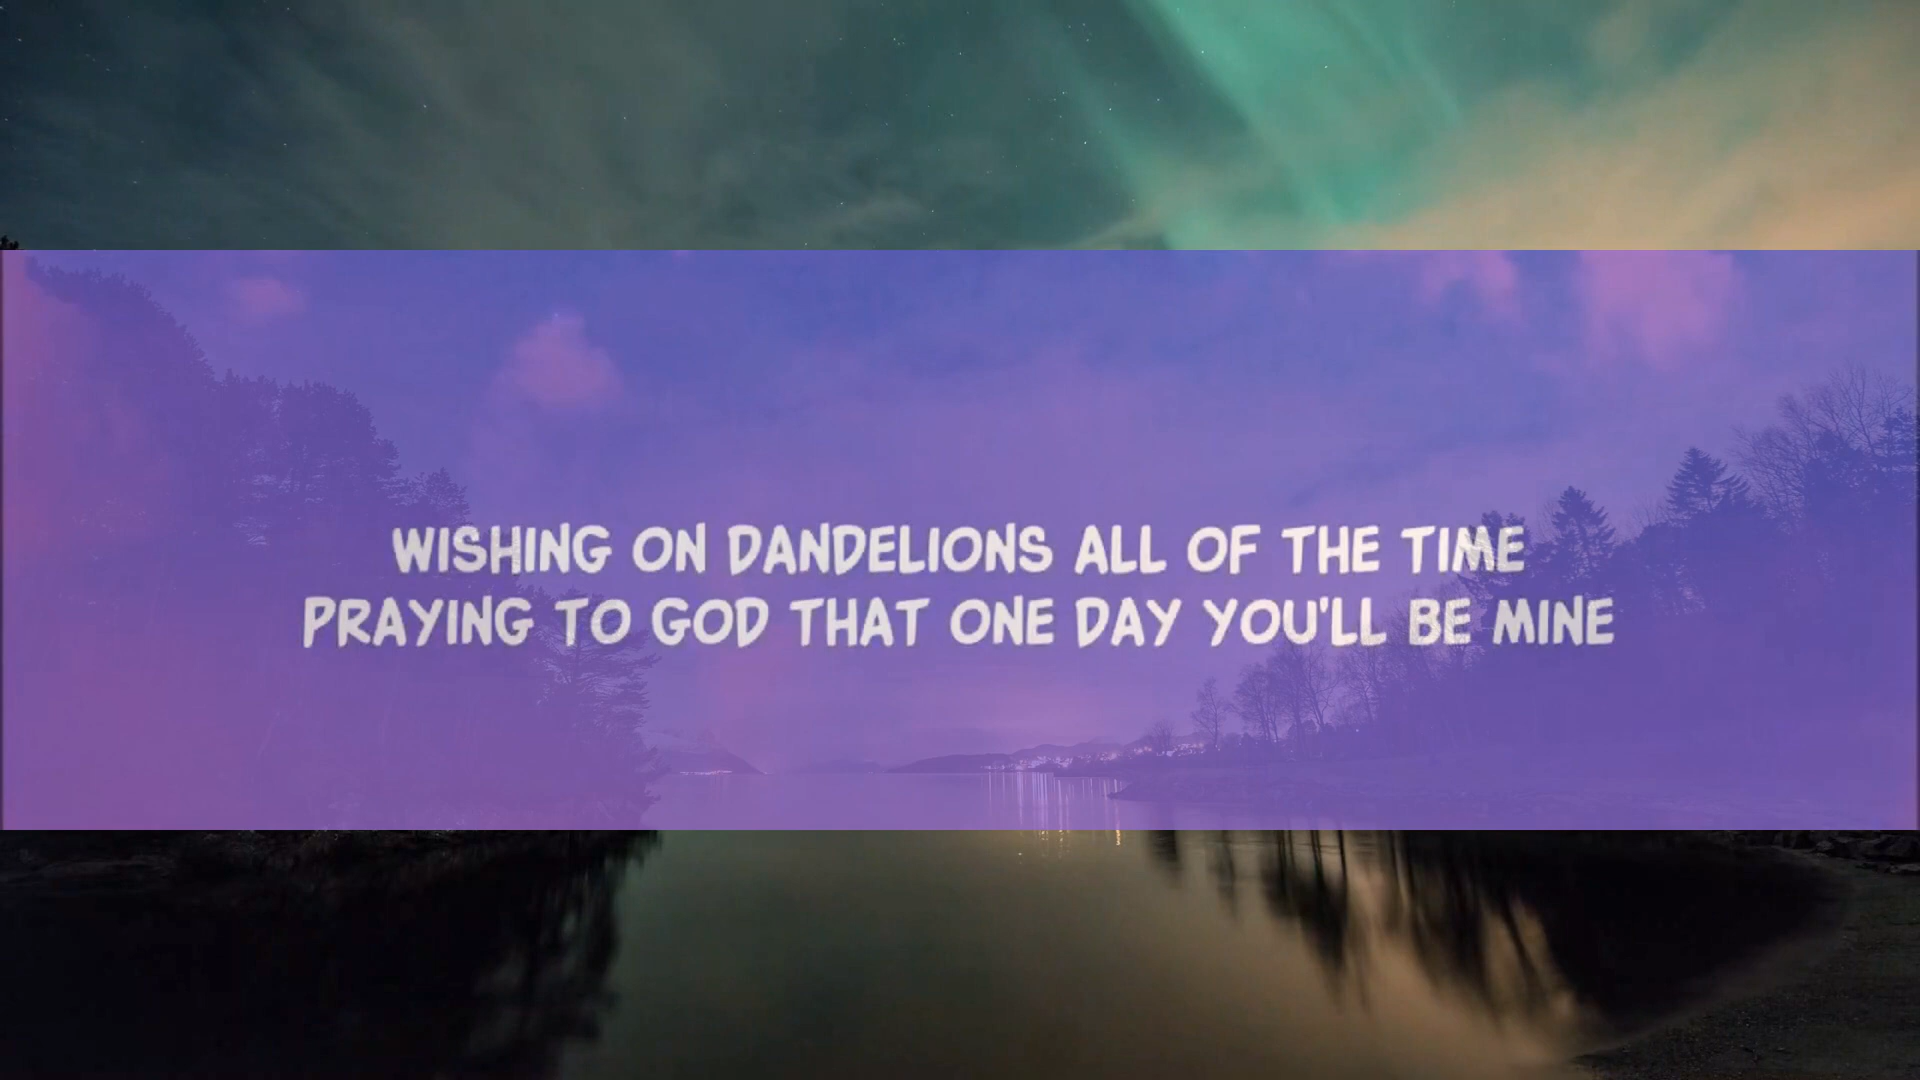 WISHING ON DANDELIONS ALL OF THE TIME
PRAYING TO GOD THAT ONE DAY YOU'LL BE MINE